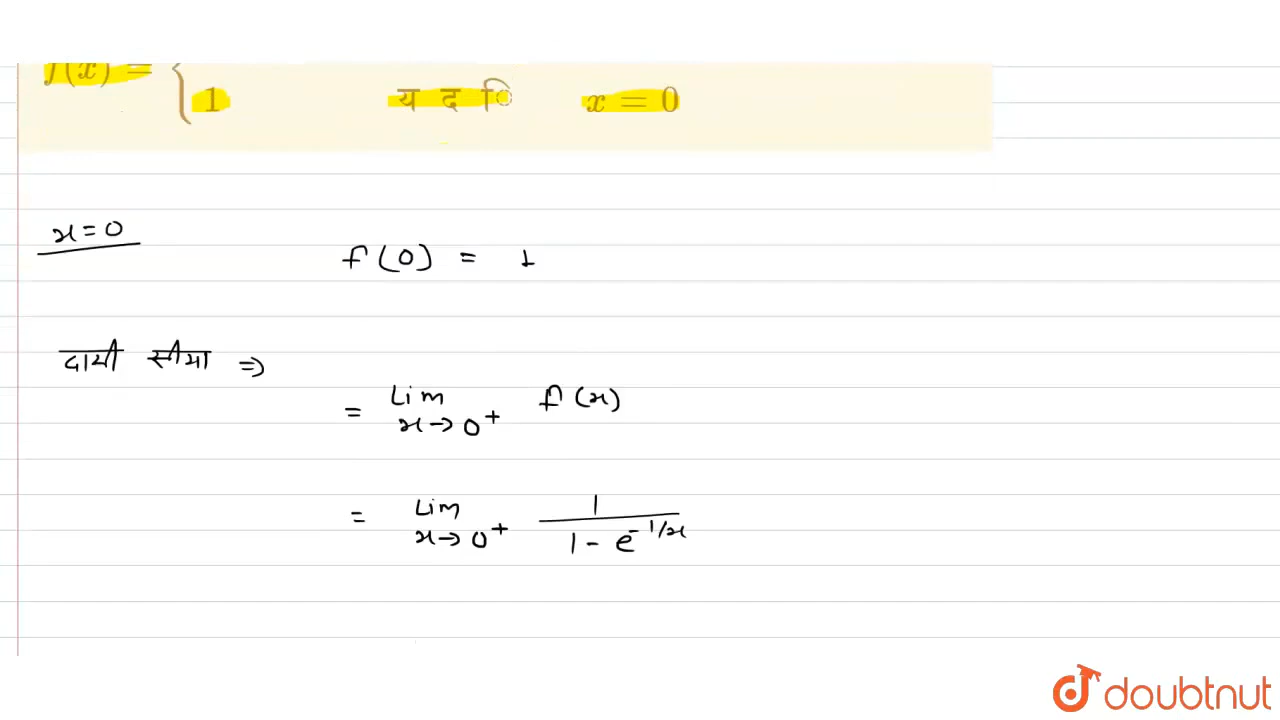 f(x) = {
1 यदि x = 0
x = 0
f(0) = 1
दायी सीमा ⇒
= Lim x→0+ f(x)
= Lim x→0+ 1/(1 - e^(-1/x))
doubtnut